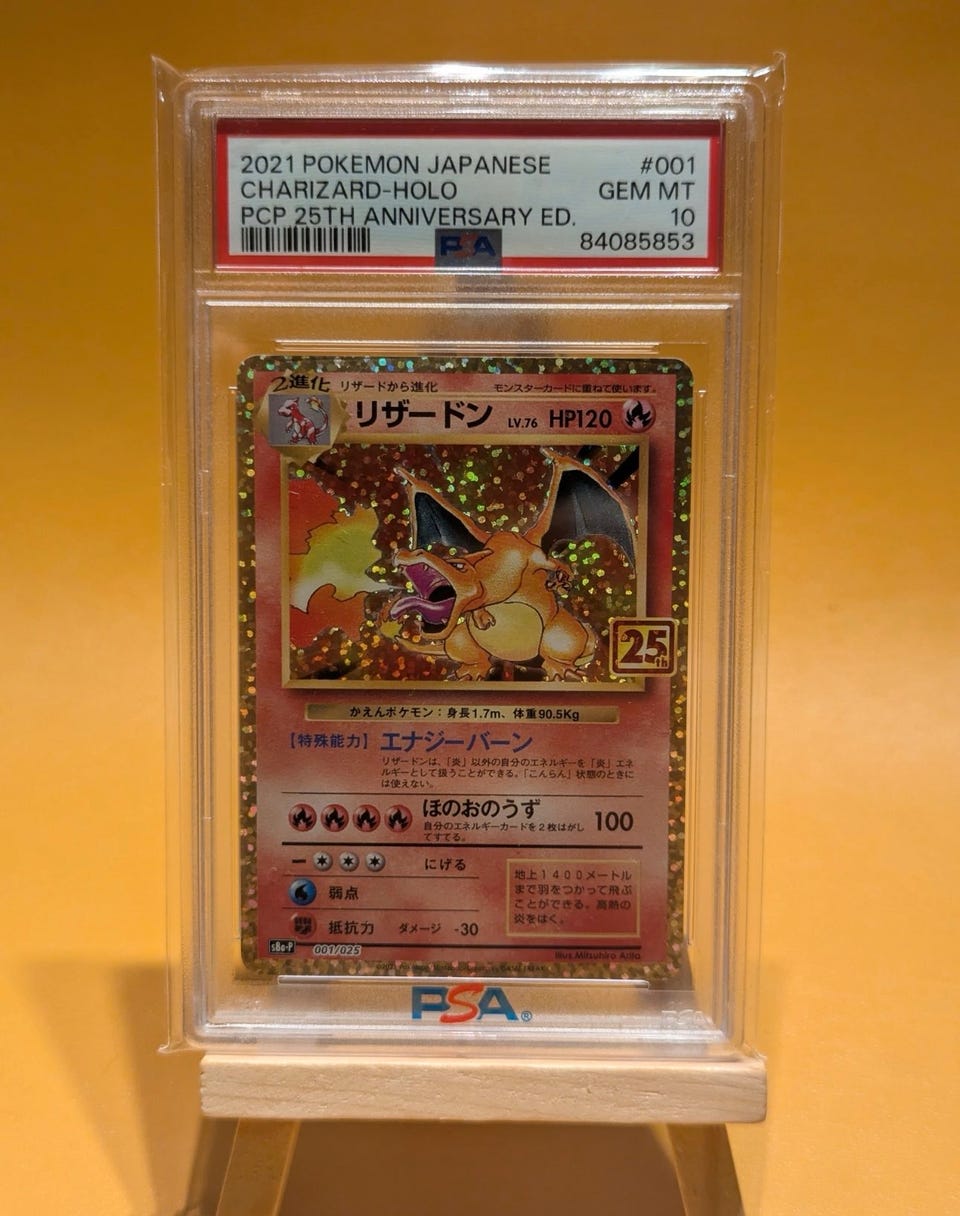 2021 POKEMON JAPANESE #001
CHARIZARD-HOLO GEM MT
PCP 25TH ANNIVERSARY ED. 10
PSA 84085853
2進化 リザードから進化 モンスターカードに重ねて使います。
リザードン LV.76 HP120
25th
かえんポケモン：身長1.7m、体重90.5Kg
【特殊能力】エナジーバーン
リザードンは、「炎」以外の自分のエネルギーを「炎」エネ
ルギーとして扱うことができる。「こんらん」状態のときに
は使えない。
ほのおのうず 100
自分のエネルギーカードを2枚はがし
てすてる。
にげる
弱点
抵抗力 ダメージ -30
地上1400メートル
まで羽をつかって飛ぶ
ことができる。高熱の
炎をはく。
s8a-P 001/025
Illus. Mitsuhiro Arita
PSA®
PSA